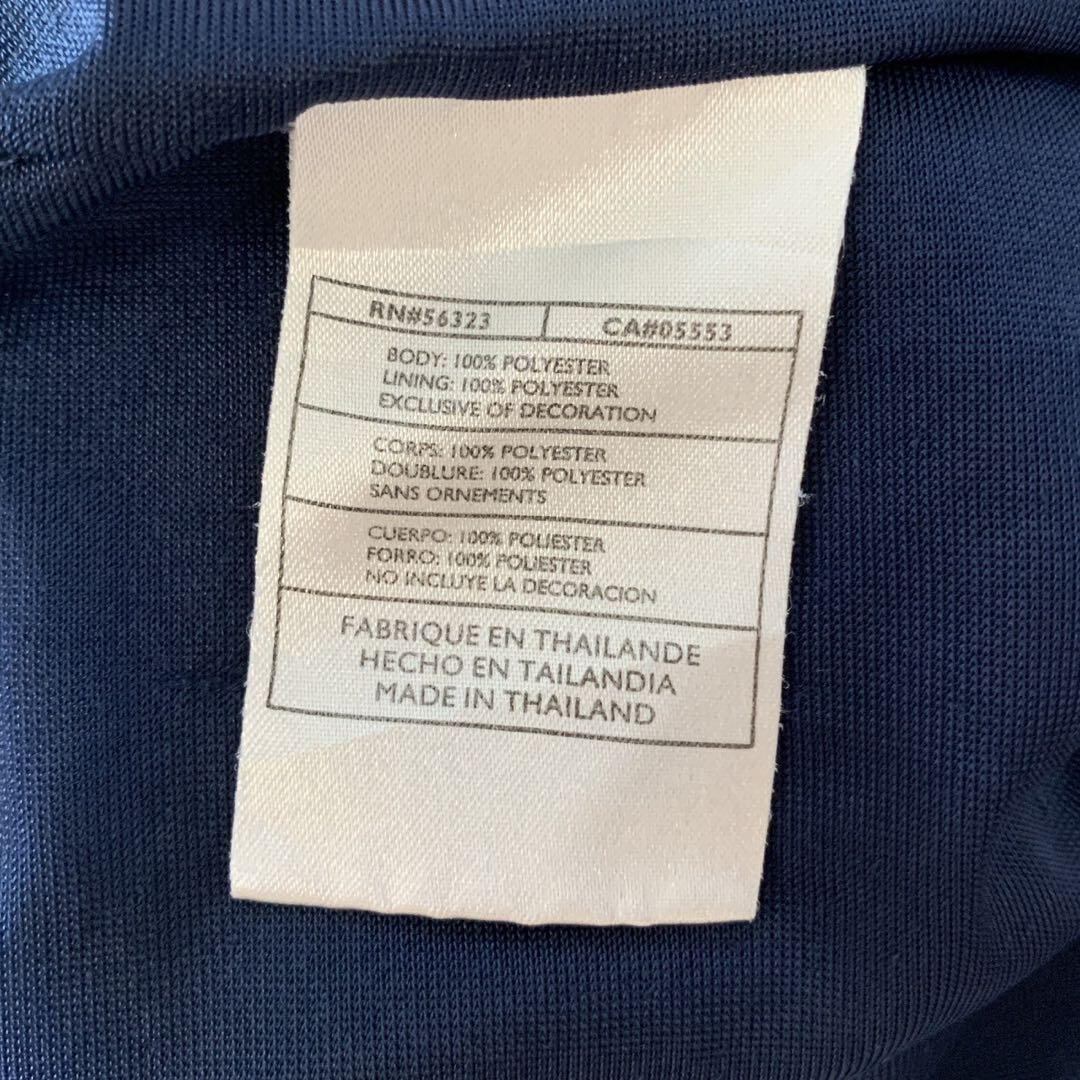 RN#56323 CA#05553
BODY: 100% POLYESTER
LINING: 100% POLYESTER
EXCLUSIVE OF DECORATION
CORPS: 100% POLYESTER
DOUBLURE: 100% POLYESTER
SANS ORNEMENTS
CUERPO: 100% POLIESTER
FORRO: 100% POLIESTER
NO INCLUYE LA DECORACION
FABRIQUE EN THAILANDE
HECHO EN TAILANDIA
MADE IN THAILAND